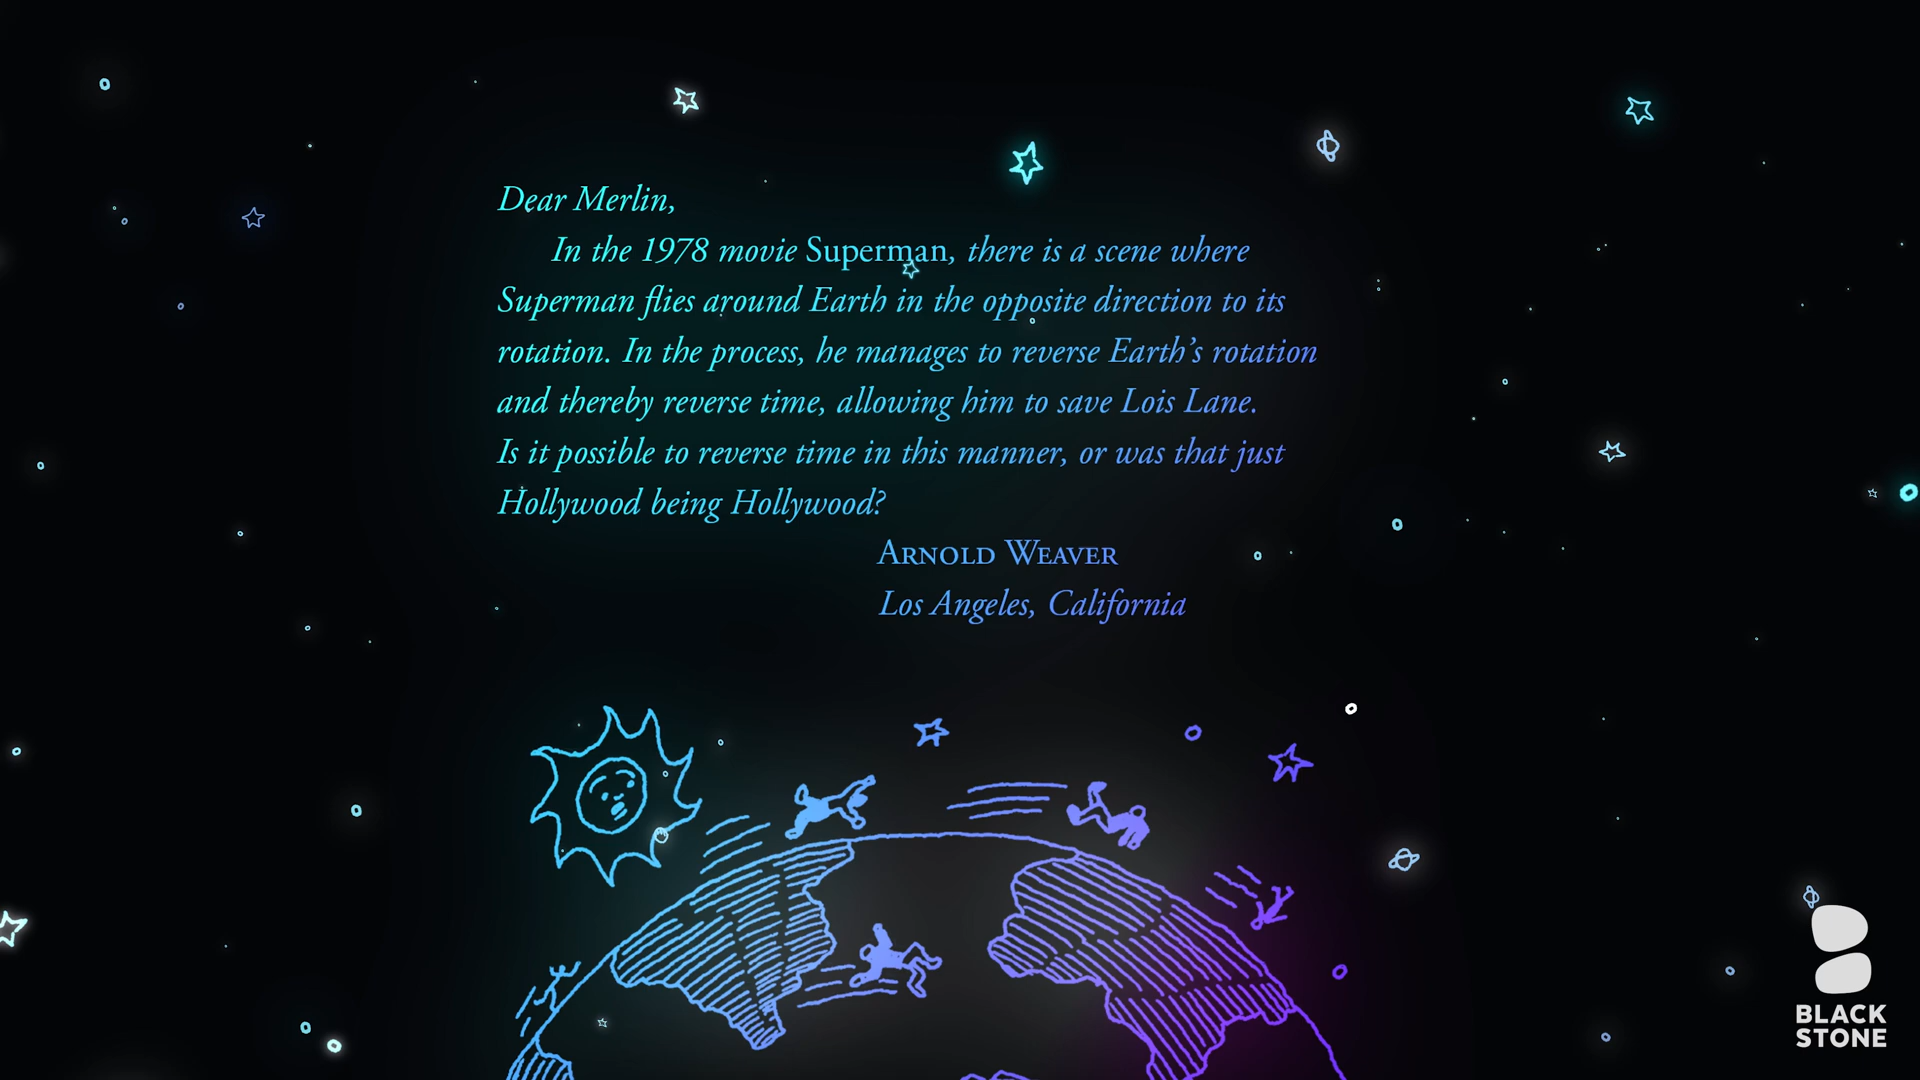 Dear Merlin,
In the 1978 movie Superman, there is a scene where
Superman flies around Earth in the opposite direction to its
rotation. In the process, he manages to reverse Earth’s rotation
and thereby reverse time, allowing him to save Lois Lane.
Is it possible to reverse time in this manner, or was that just
Hollywood being Hollywood?
Arnold Weaver
Los Angeles, California
BLACK
STONE